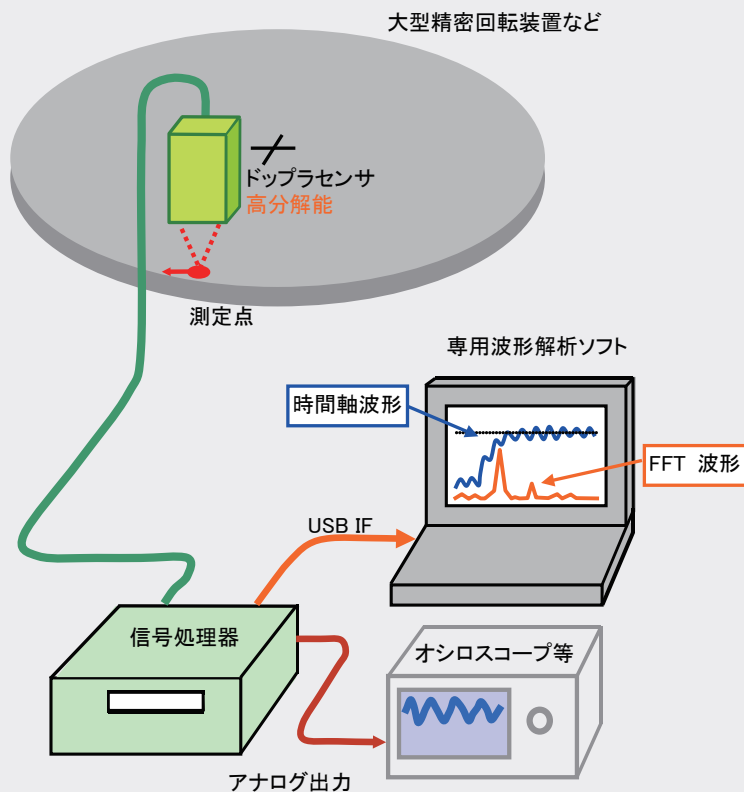 大型精密回転装置など
ドップラセンサ
高分解能
測定点
専用波形解析ソフト
時間軸波形
FFT 波形
USB IF
信号処理器
オシロスコープ等
アナログ出力